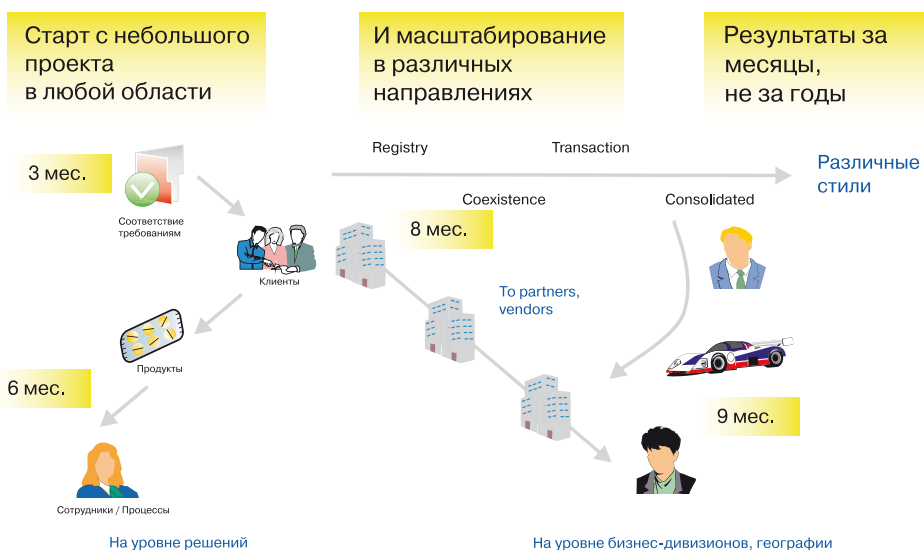 Старт с небольшого
проекта
в любой области
И масштабирование
в различных
направлениях
Результаты за
месяцы,
не за годы
3 мес.
Соответствие
требованиям
Клиенты
Продукты
6 мес.
Сотрудники / Процессы
На уровне решений
Registry
Transaction
Различные
стили
Coexistence
Consolidated
8 мес.
To partners,
vendors
9 мес.
На уровне бизнес-дивизионов, географии